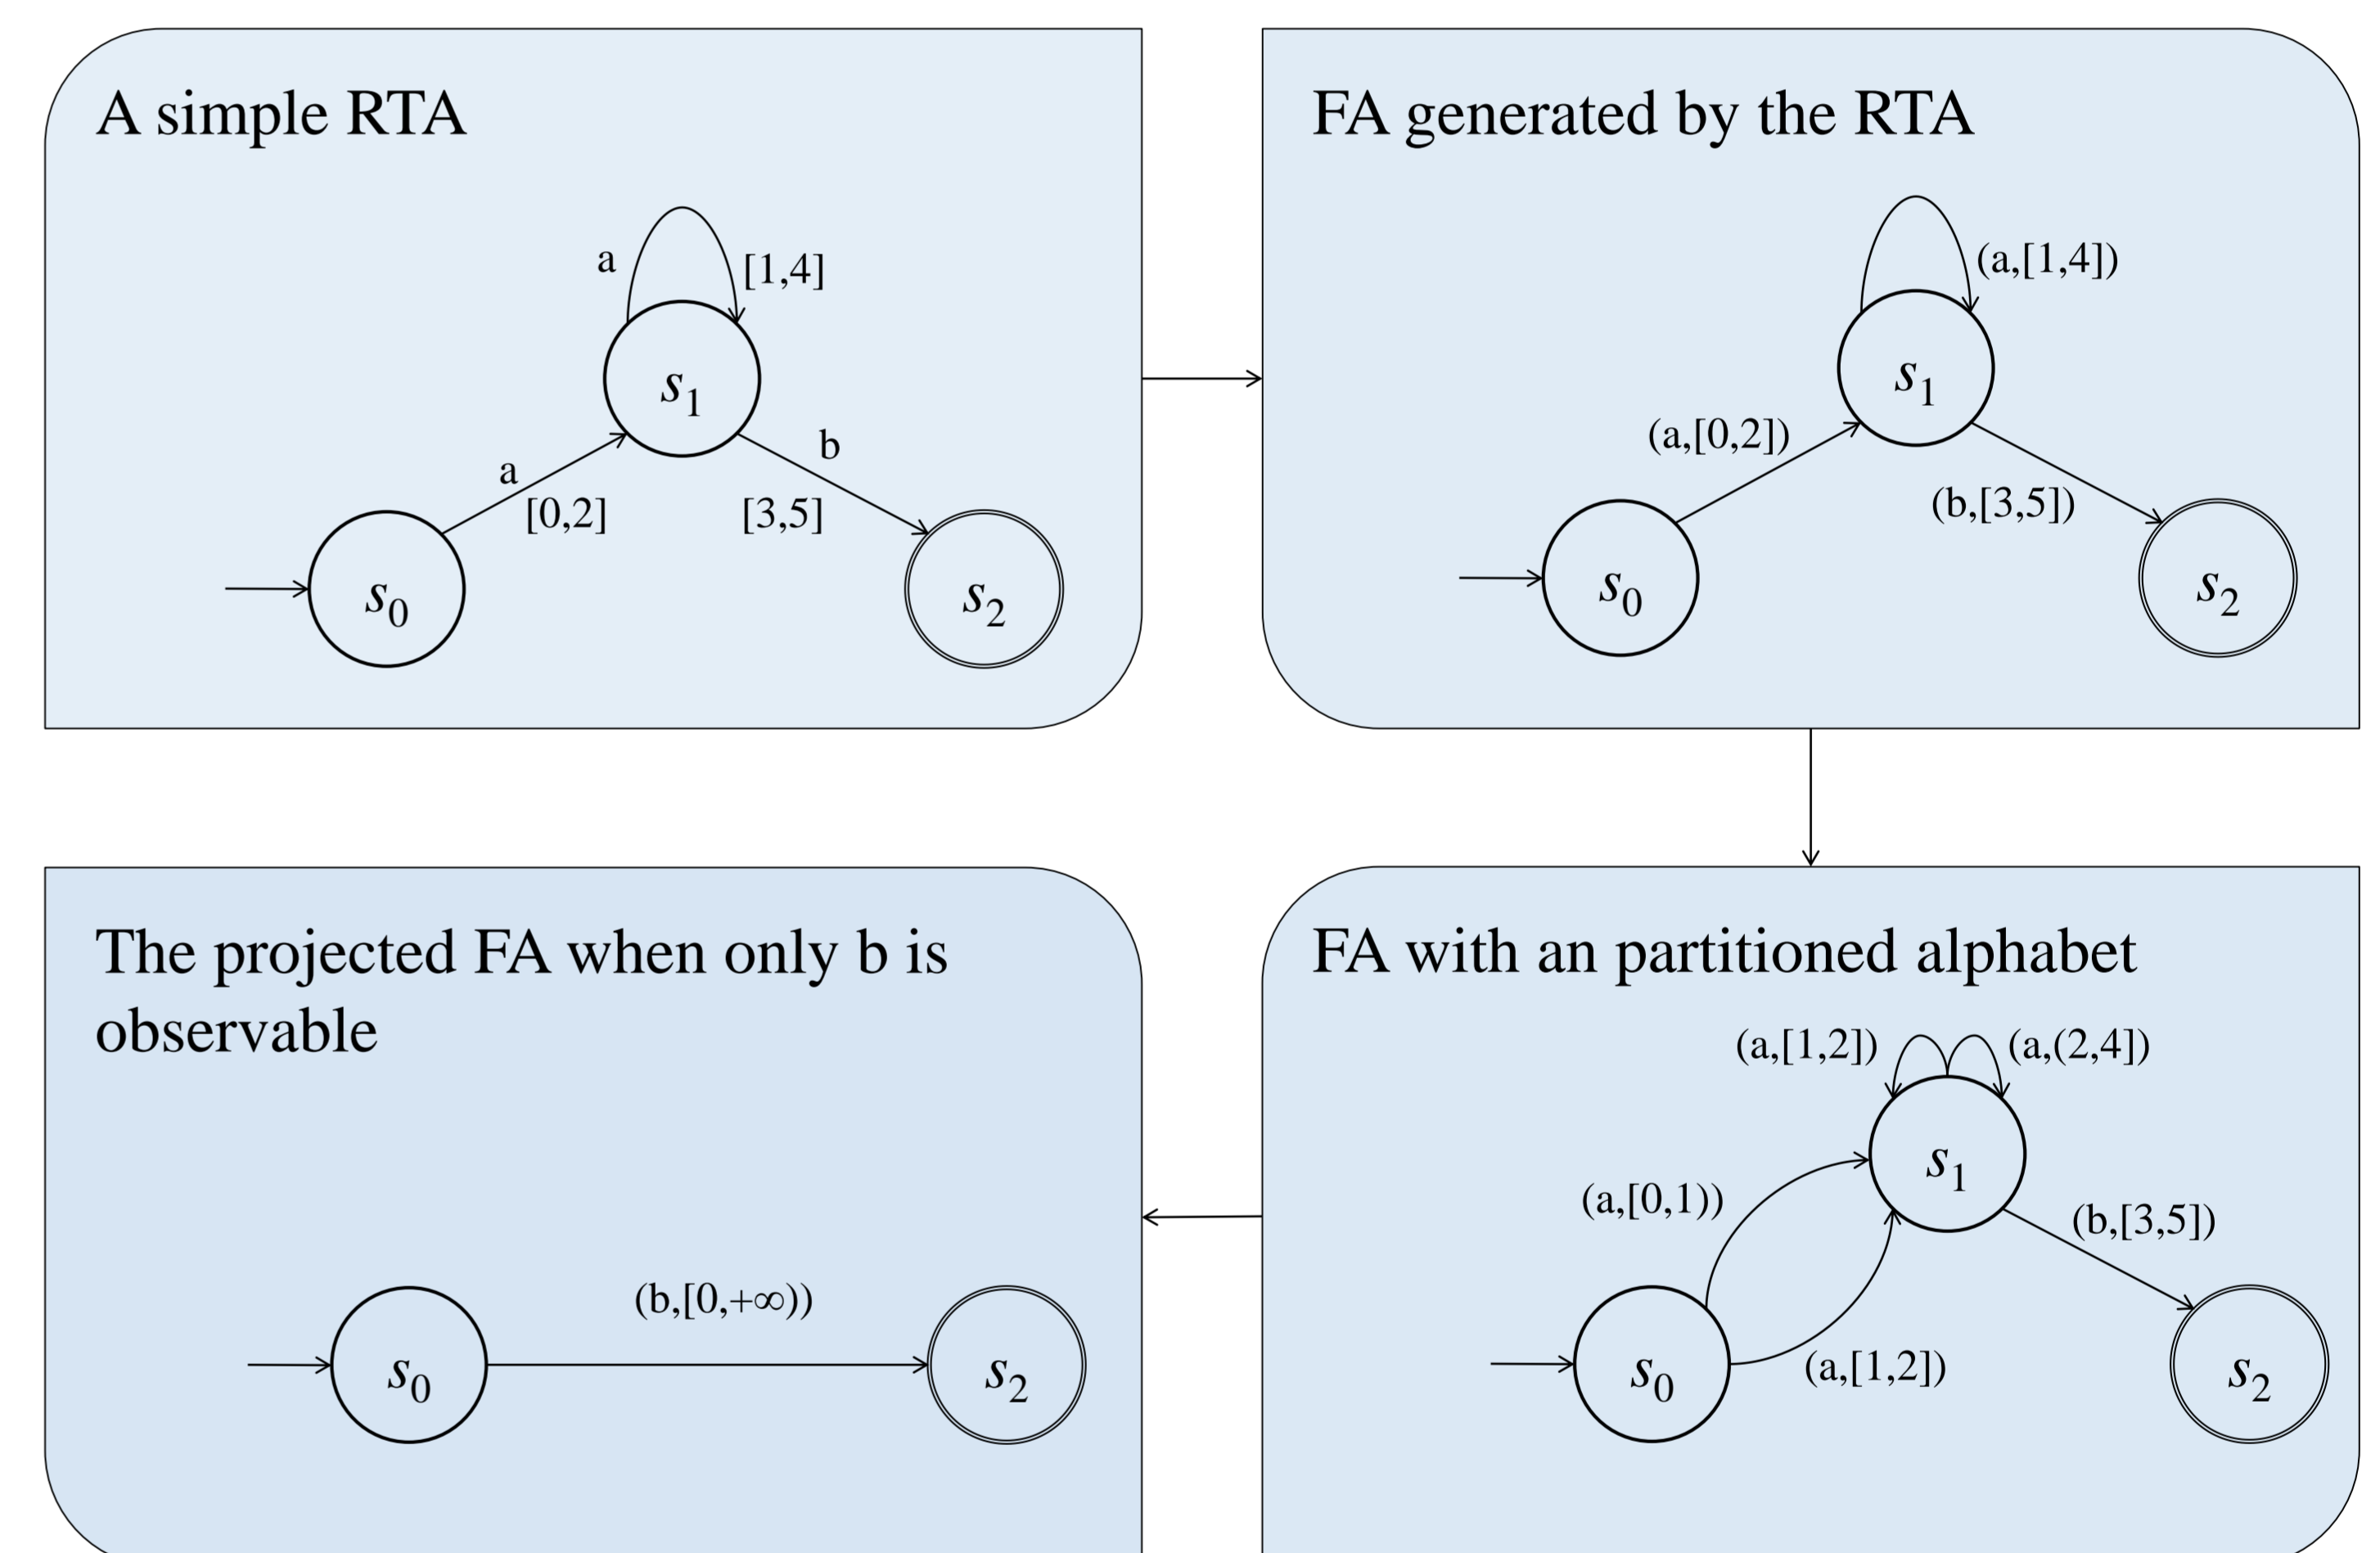 A simple RTA
a
[1,4]
s1
a
[0,2]
b
[3,5]
s0
s2
FA generated by the RTA
(a,[1,4])
s1
(a,[0,2])
(b,[3,5])
s0
s2
The projected FA when only b is
observable
(b,[0,+∞))
s0
s2
FA with an partitioned alphabet
(a,[1,2])
(a,(2,4])
s1
(a,[0,1))
(b,[3,5])
(a,[1,2])
s0
s2